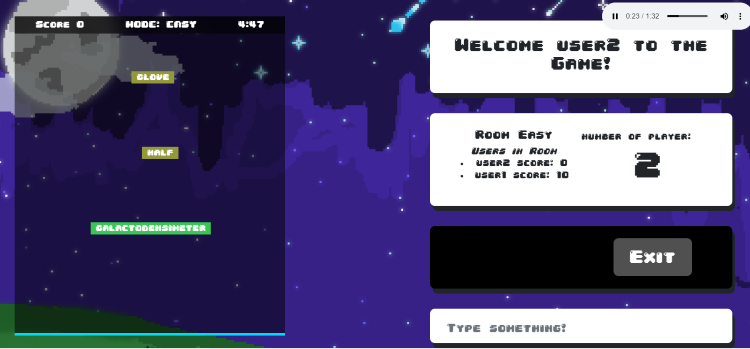 Score 0 Mode: Easy 4:47
glove
half
galactodensimeter
0:23 / 1:32
Welcome user2 to the
Game!
Room Easy
Users in Room
• user2 score: 0
• user1 score: 10
number of player:
2
Exit
Type something!